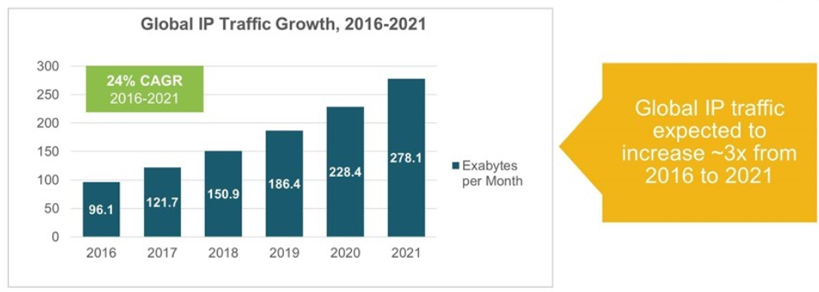 Global IP Traffic Growth, 2016-2021
300
250
200
150
100
50
0
24% CAGR
2016-2021
96.1
121.7
150.9
186.4
228.4
278.1
2016
2017
2018
2019
2020
2021
Exabytes
per Month
Global IP traffic
expected to
increase ~3x from
2016 to 2021